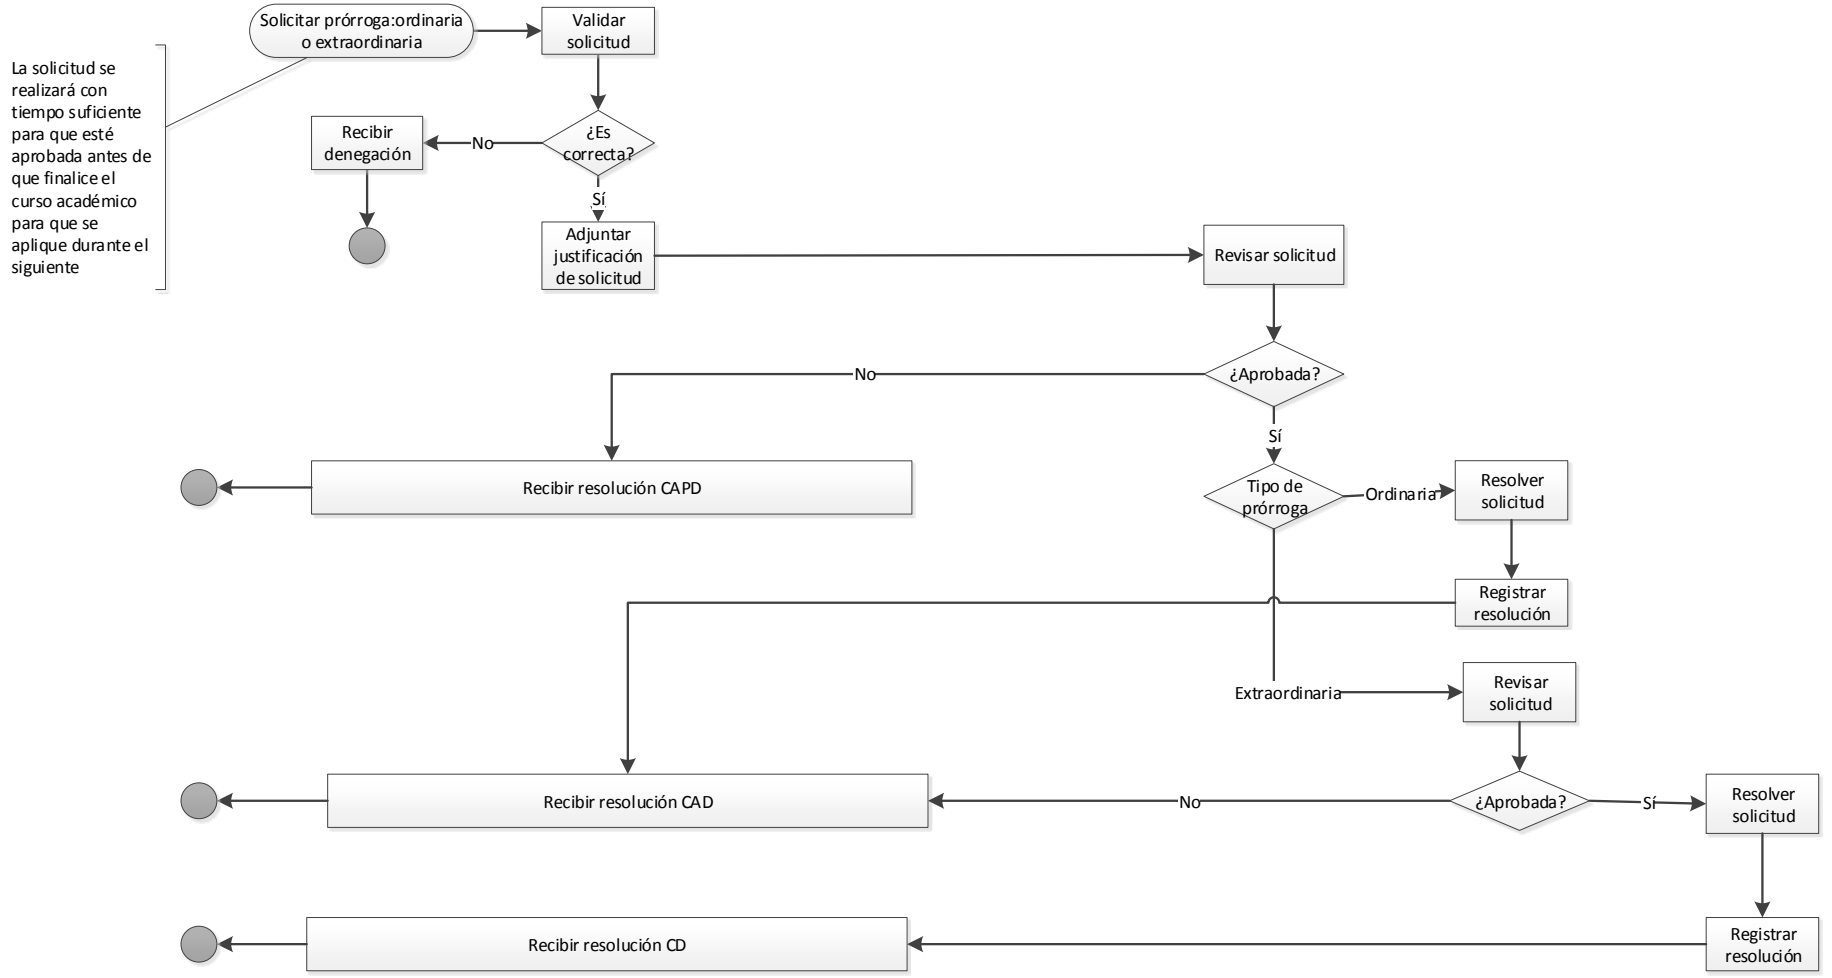 Solicitar prórroga:ordinaria
o extraordinaria
Validar
solicitud
La solicitud se
realizará con
tiempo suficiente
para que esté
aprobada antes de
que finalice el
curso académico
para que se
aplique durante el
siguiente
Recibir
denegación
No
¿Es
correcta?
Sí
Adjuntar
justificación
de solicitud
Revisar solicitud
No
¿Aprobada?
Sí
Recibir resolución CAPD
Tipo de
prórroga
Ordinaria
Resolver
solicitud
Registrar
resolución
Extraordinaria
Revisar
solicitud
Recibir resolución CAD
No
¿Aprobada?
Sí
Resolver
solicitud
Recibir resolución CD
Registrar
resolución